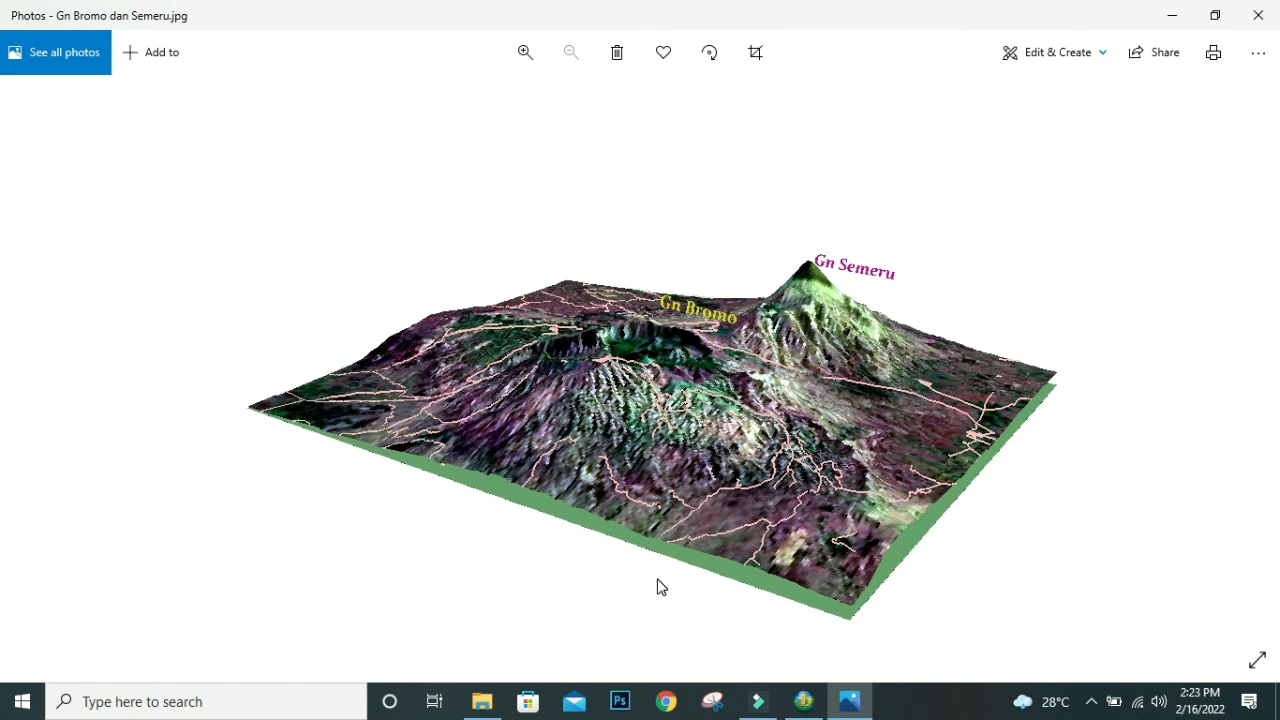 Photos - Gn Bromo dan Semeru.jpg
See all photos
Add to
Edit & Create
Share
Gn Semeru
Gn Bromo
Type here to search
Ps
28°C
2:23 PM
2/16/2022